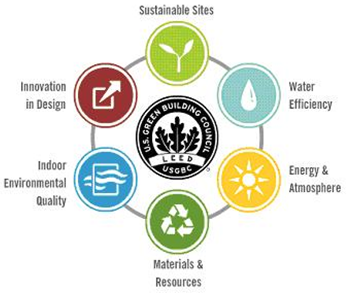 Sustainable Sites
Innovation
in Design
Water
Efficiency
U.S. GREEN BUILDING COUNCIL
LEED
USGBC
®
Indoor
Environmental
Quality
Energy &
Atmosphere
Materials &
Resources